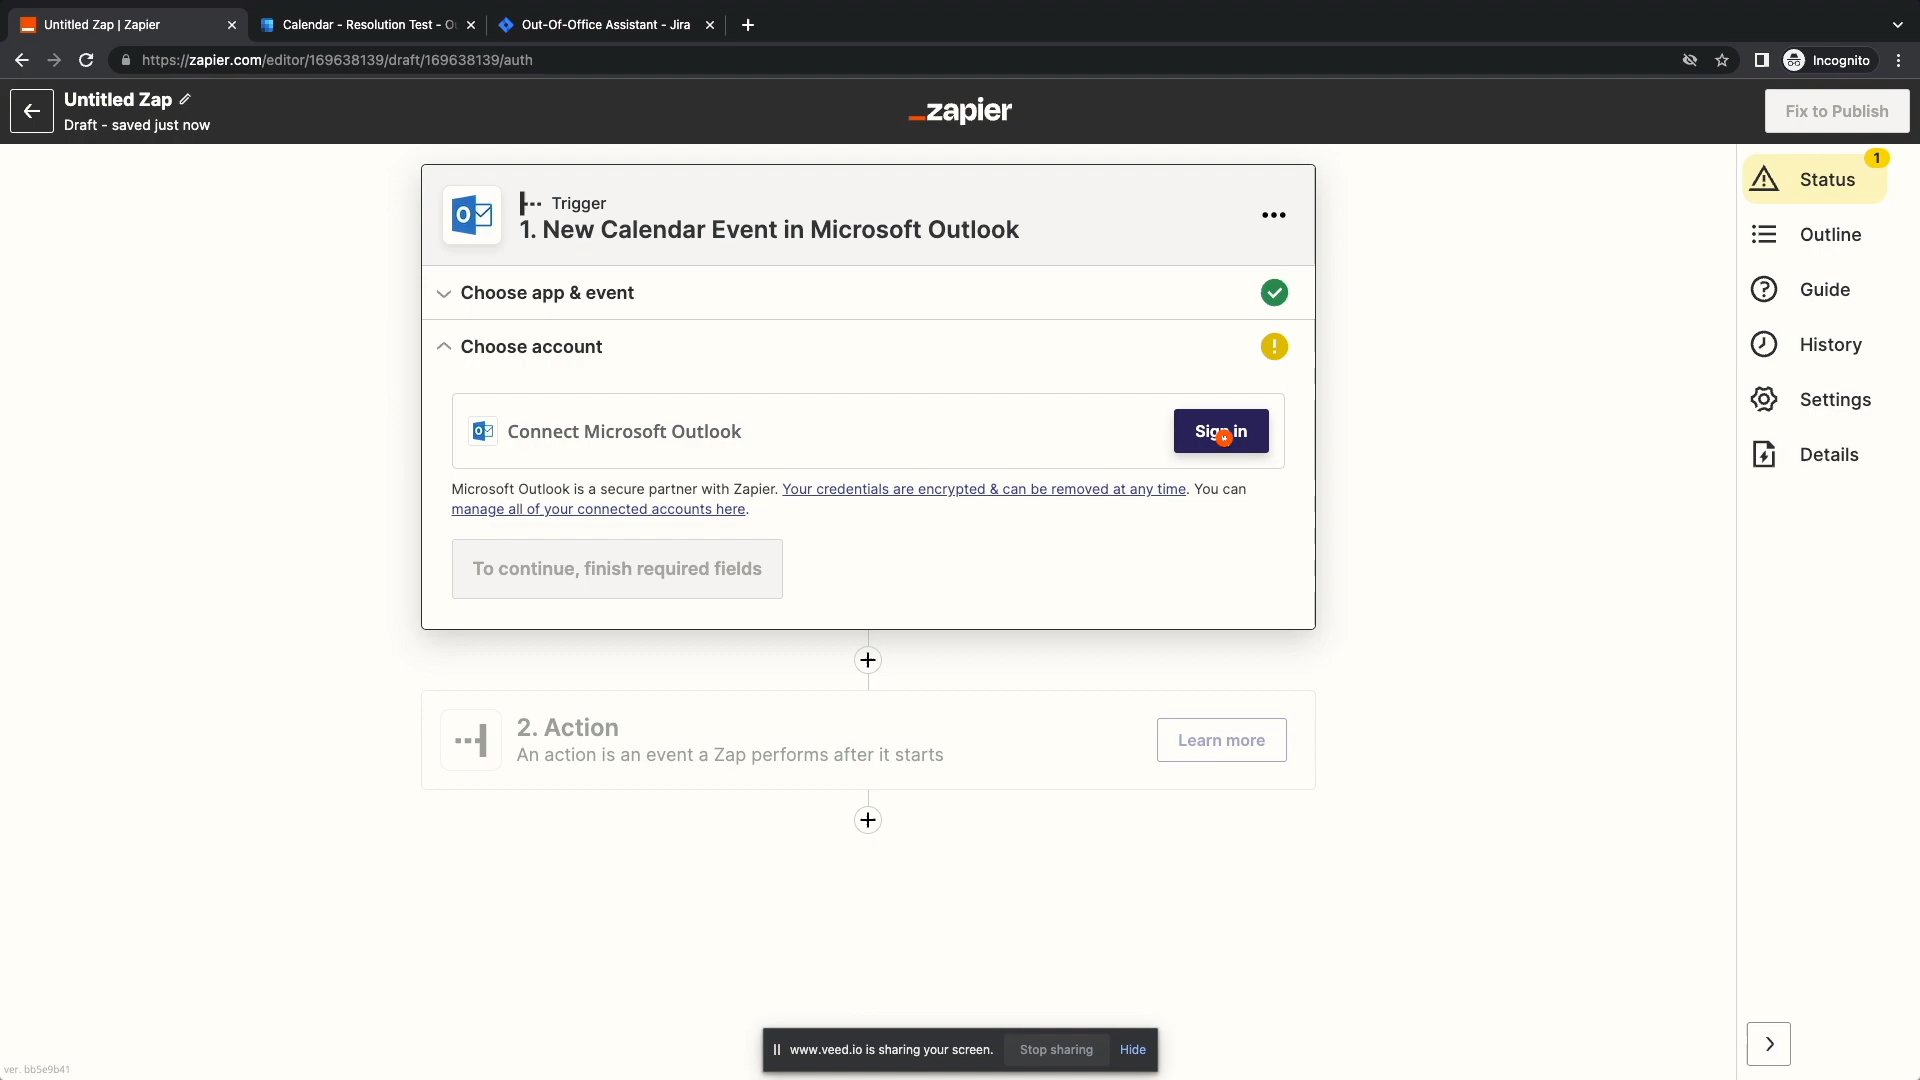 Untitled Zap | Zapier
Calendar - Resolution Test - Ou
Out-Of-Office Assistant - Jira
https://zapier.com/editor/169638139/draft/169638139/auth
Incognito
Untitled Zap
Draft - saved just now
_zapier
Fix to Publish
Trigger
1. New Calendar Event in Microsoft Outlook
Choose app & event
Choose account
!
Connect Microsoft Outlook
Sign in
Microsoft Outlook is a secure partner with Zapier. Your credentials are encrypted & can be removed at any time. You can
manage all of your connected accounts here.
To continue, finish required fields
2. Action
An action is an event a Zap performs after it starts
Learn more
1
Status
Outline
Guide
History
Settings
Details
www.veed.io is sharing your screen.
Stop sharing
Hide
ver. bb5e9b41